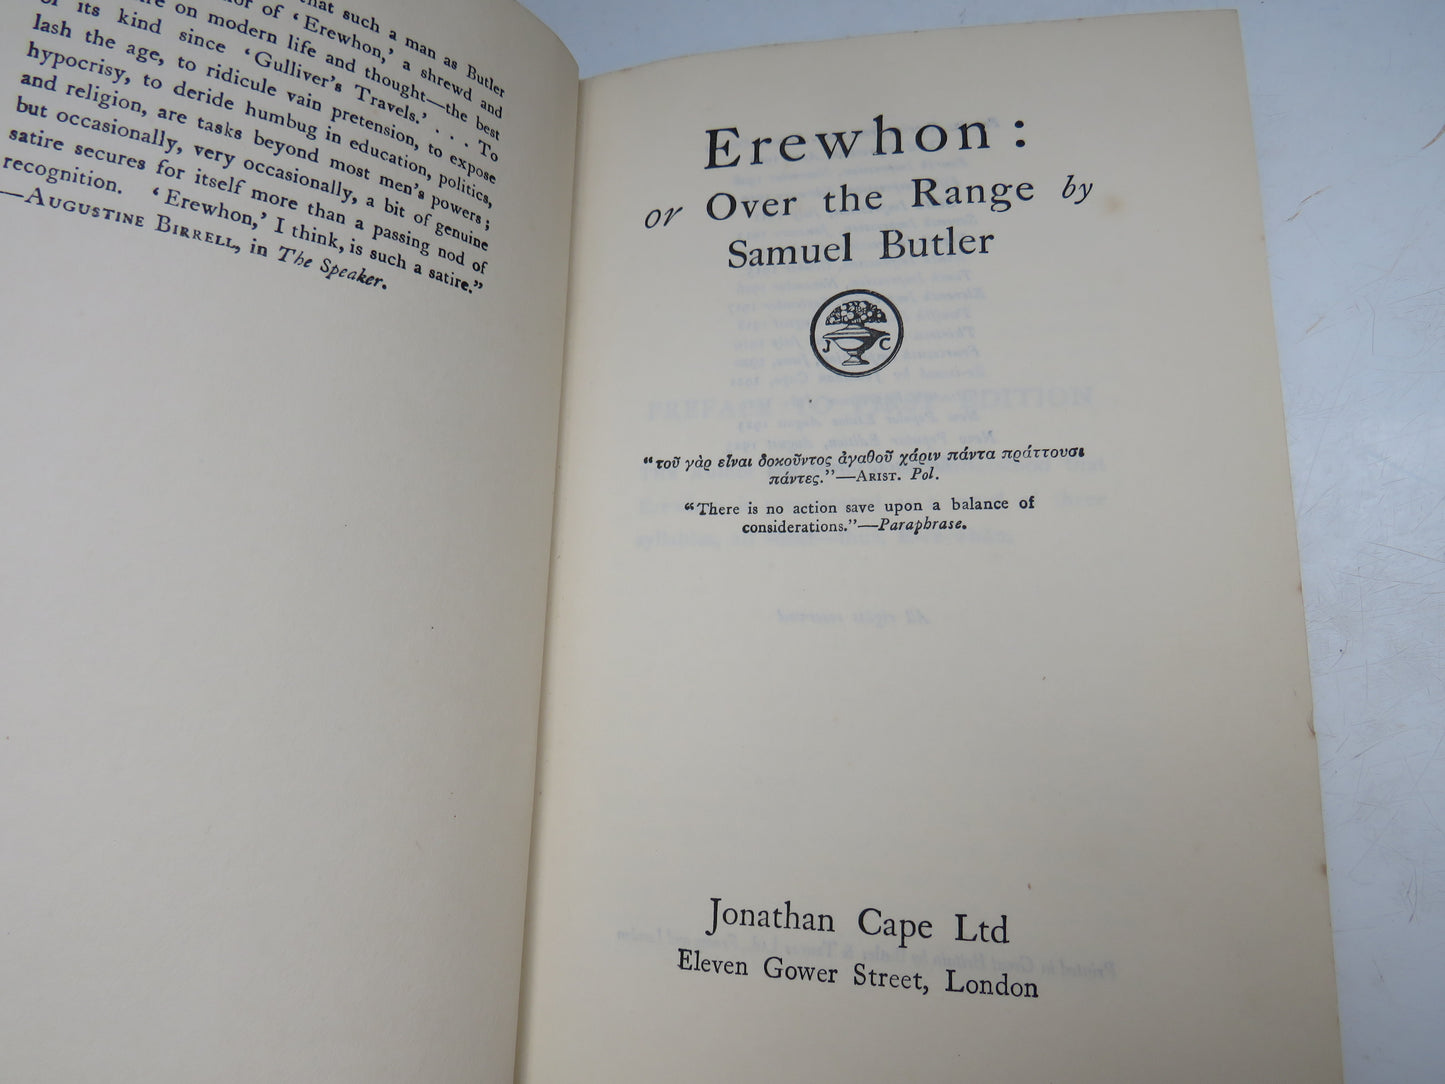 that such a man as Butler
of 'Erewhon,' a shrewd and
on modern life and thought—the best
of its kind since 'Gulliver's Travels.' . . . To
lash the age, to ridicule vain pretension, to expose
hypocrisy, to deride humbug in education, politics,
and religion, are tasks beyond most men's powers;
but occasionally, very occasionally, a bit of genuine
satire secures for itself more than a passing nod of
recognition. 'Erewhon,' I think, is such a satire."
—AUGUSTINE BIRRELL, in The Speaker.
Erewhon :
or Over the Range by
Samuel Butler
J C
"τοῦ γὰρ εἶναι δοκοῦντος ἀγαθοῦ χάριν πάντα πράττουσι
πάντες."—ARIST. Pol.
"There is no action save upon a balance of
considerations."—Paraphrase.
Jonathan Cape Ltd
Eleven Gower Street, London